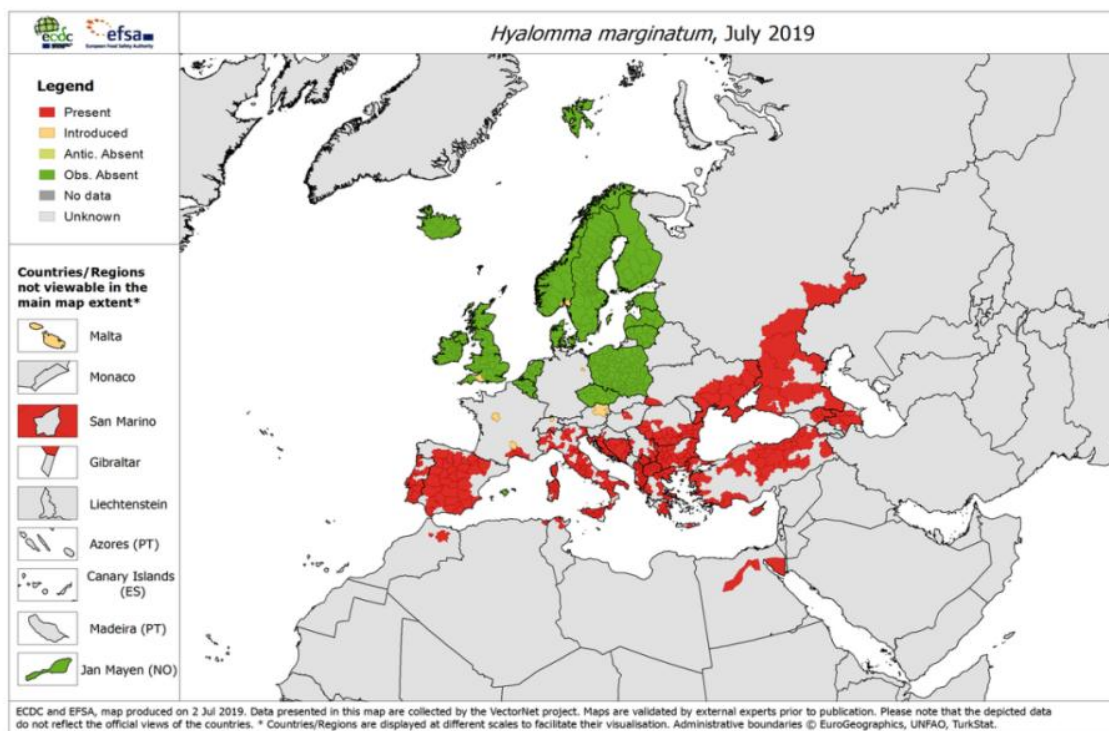 ecdc
efsa
European Food Safety Authority
Hyalomma marginatum, July 2019
Legend
Present
Introduced
Antic. Absent
Obs. Absent
No data
Unknown
Countries/Regions
not viewable in the
main map extent*
Malta
Monaco
San Marino
Gibraltar
Liechtenstein
Azores (PT)
Canary Islands
(ES)
Madeira (PT)
Jan Mayen (NO)
ECDC and EFSA, map produced on 2 Jul 2019. Data presented in this map are collected by the VectorNet project. Maps are validated by external experts prior to publication. Please note that the depicted data
do not reflect the official views of the countries. * Countries/Regions are displayed at different scales to facilitate their visualisation. Administrative boundaries © EuroGeographics, UNFAO, TurkStat.